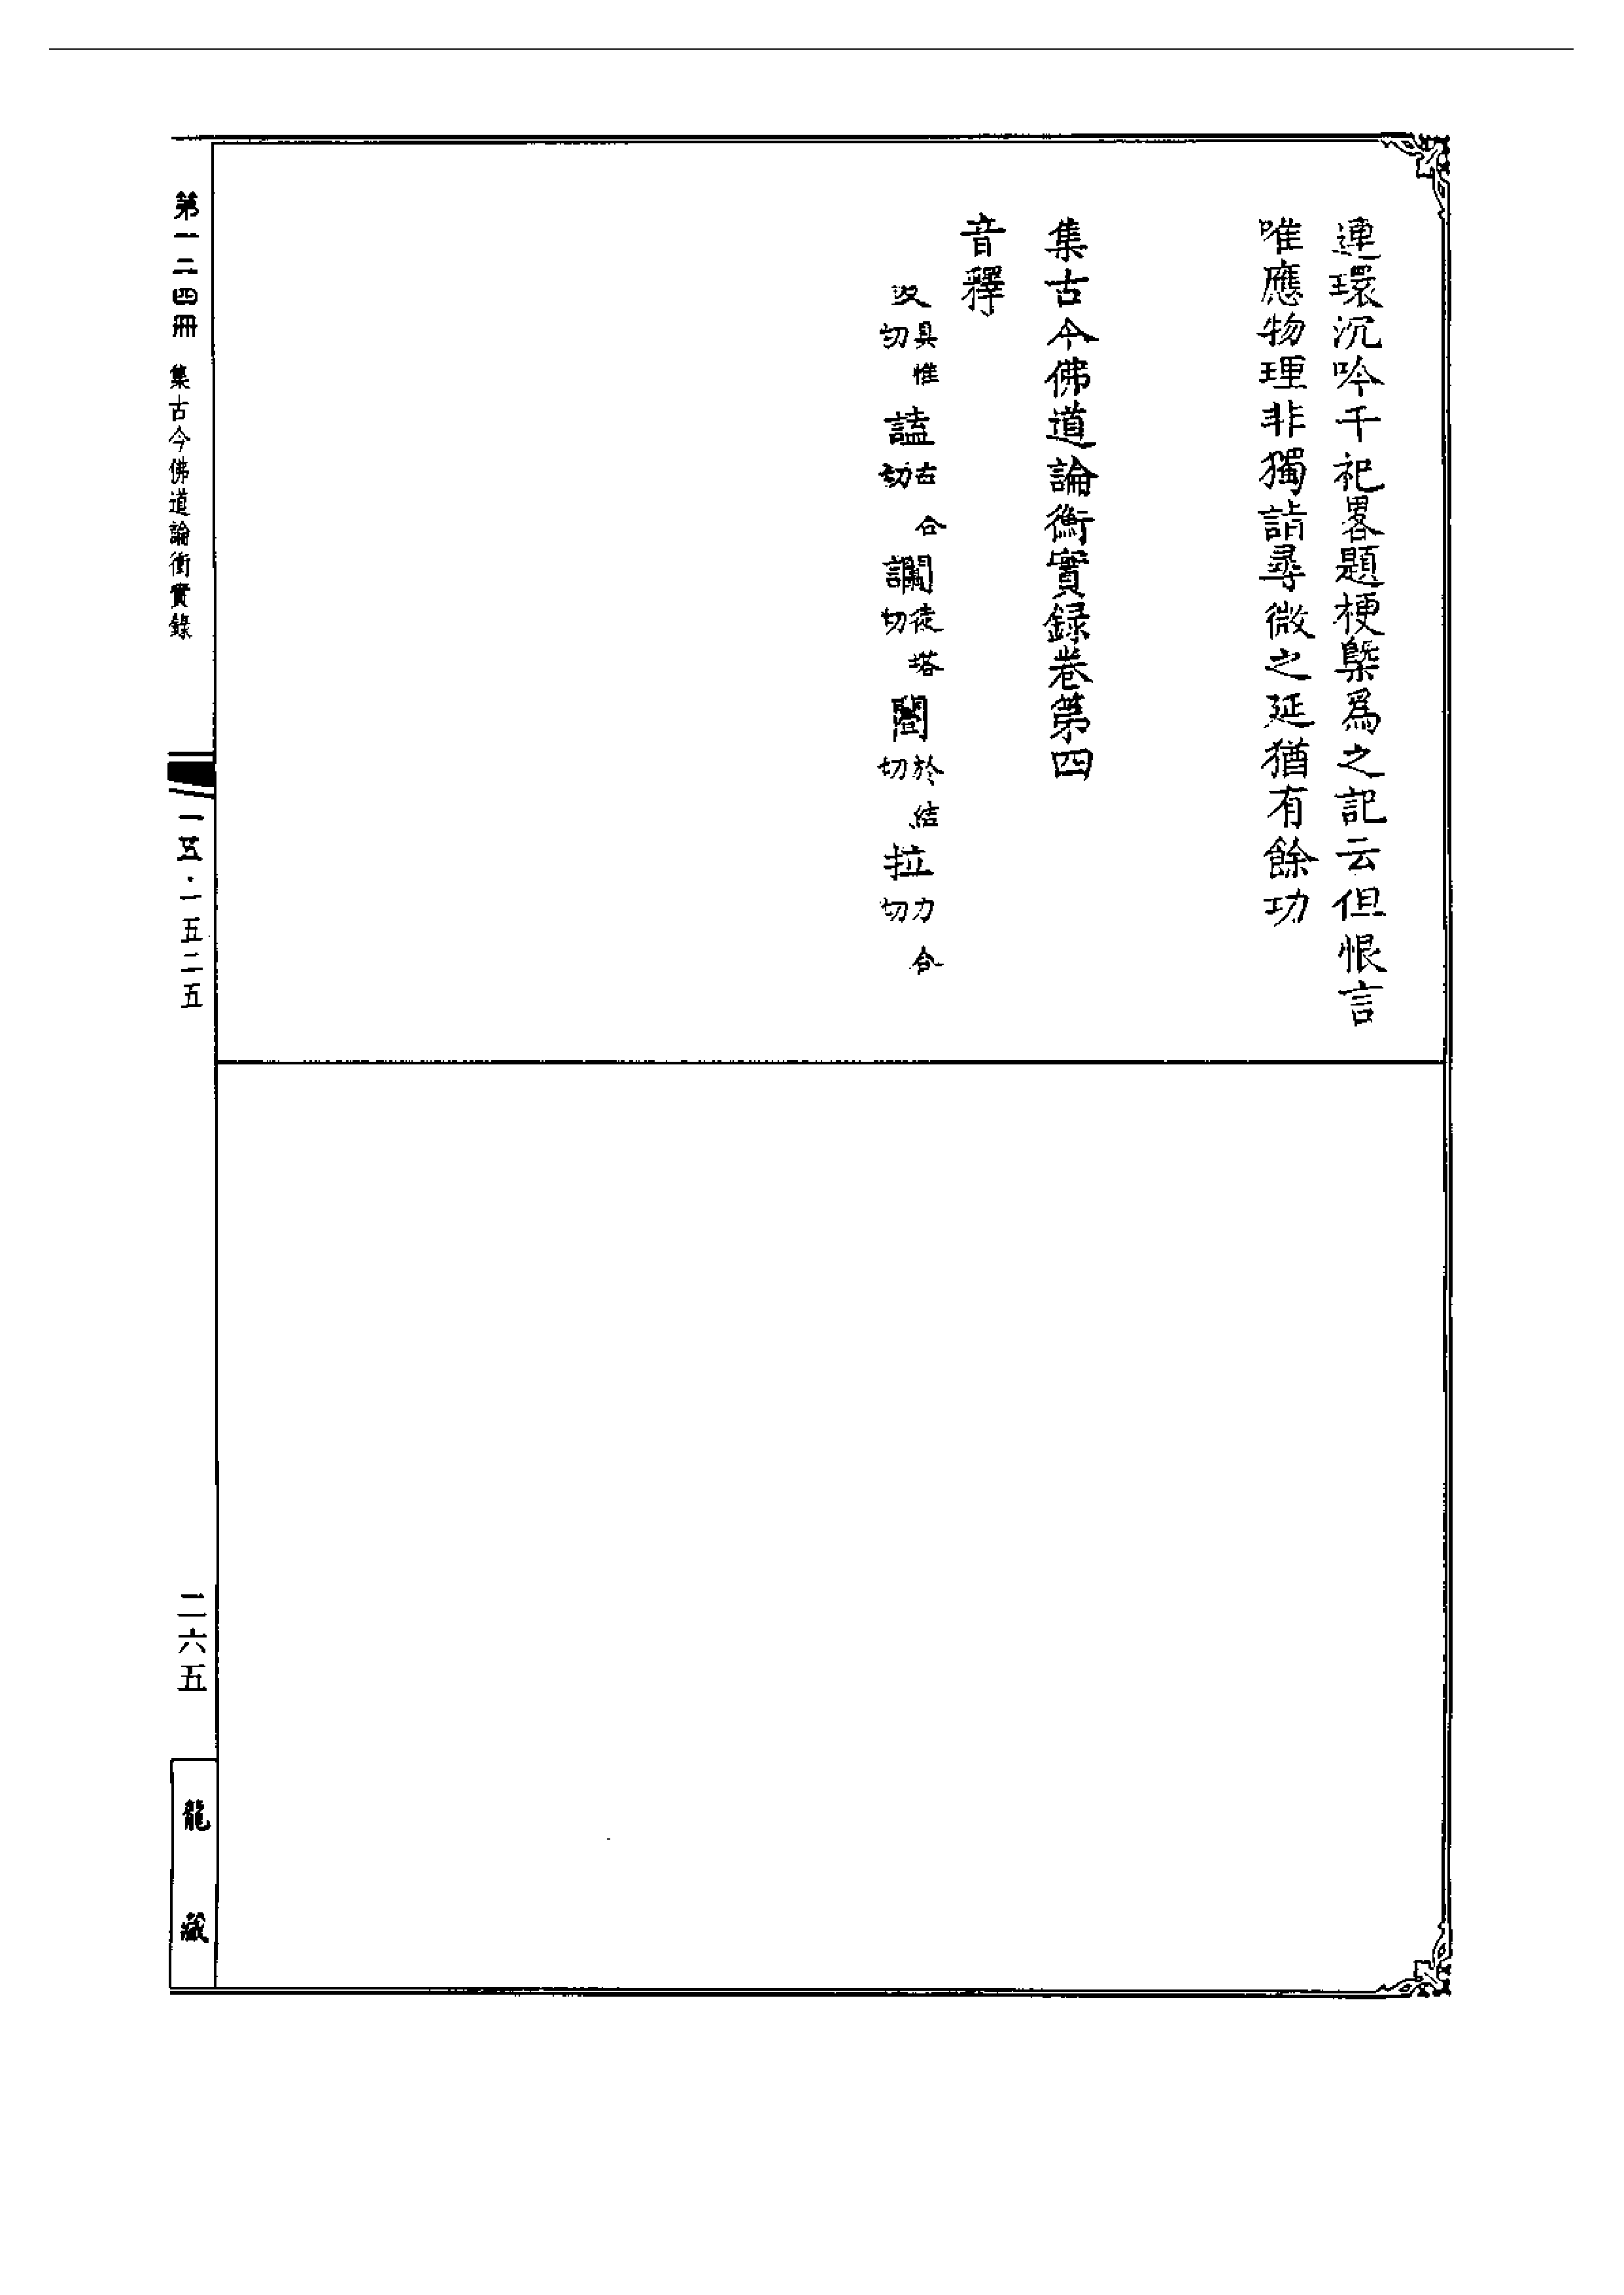 連環沉吟千祀畧題梗槩爲之記云但恨言
唯應物理非獨詣尋微之延猶有餘功
集古今佛道論衡實録卷第四
音釋
具惟切 譫古合切 讕徒塔切 闇於結切 拉力合切
第一二四冊 集古今佛道論衡實錄
一五·一五二五
二六五
龍藏